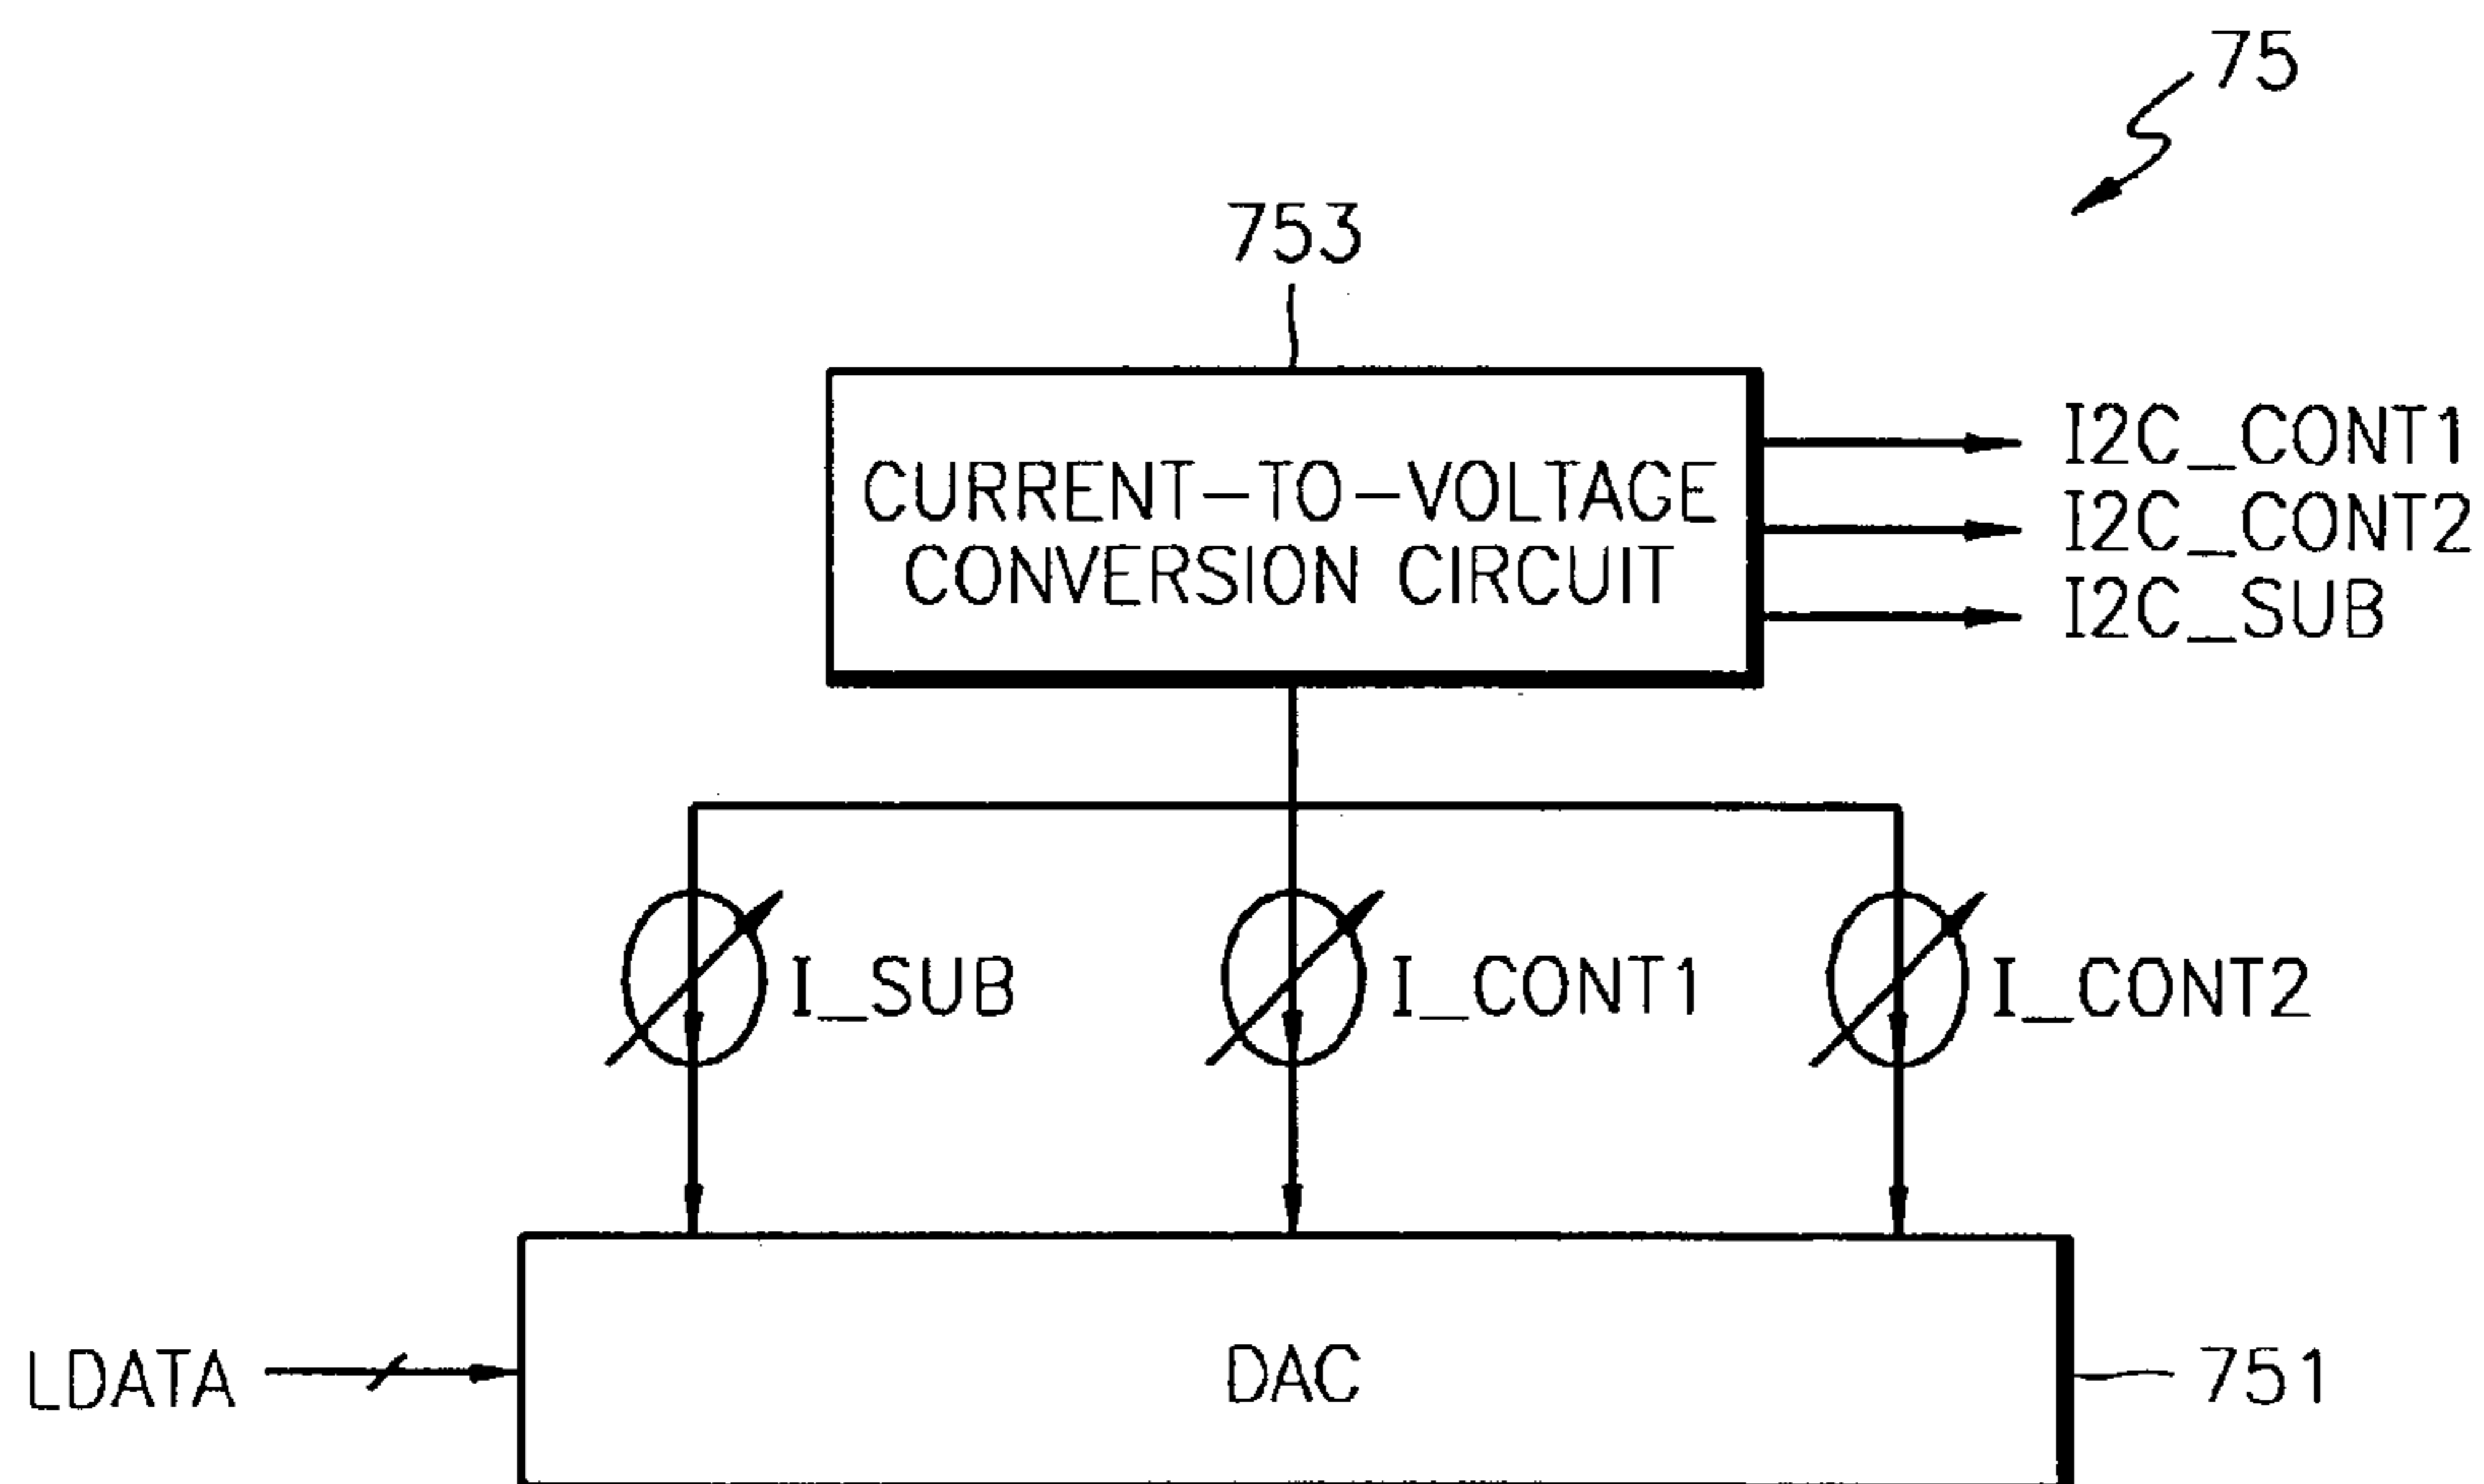 75
753
CURRENT-TO-VOLTAGE
CONVERSION CIRCUIT
I2C_CONT1
I2C_CONT2
I2C_SUB
I_SUB
I_CONT1
I_CONT2
LDATA
DAC
751